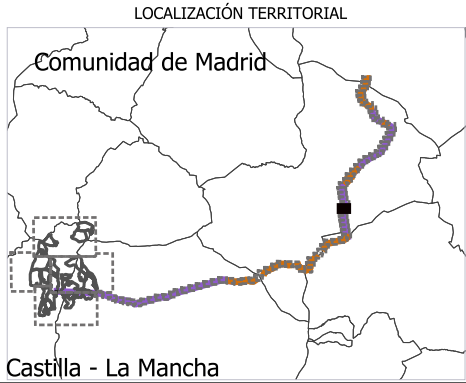 LOCALIZACIÓN TERRITORIAL
Comunidad de Madrid
Castilla - La Mancha